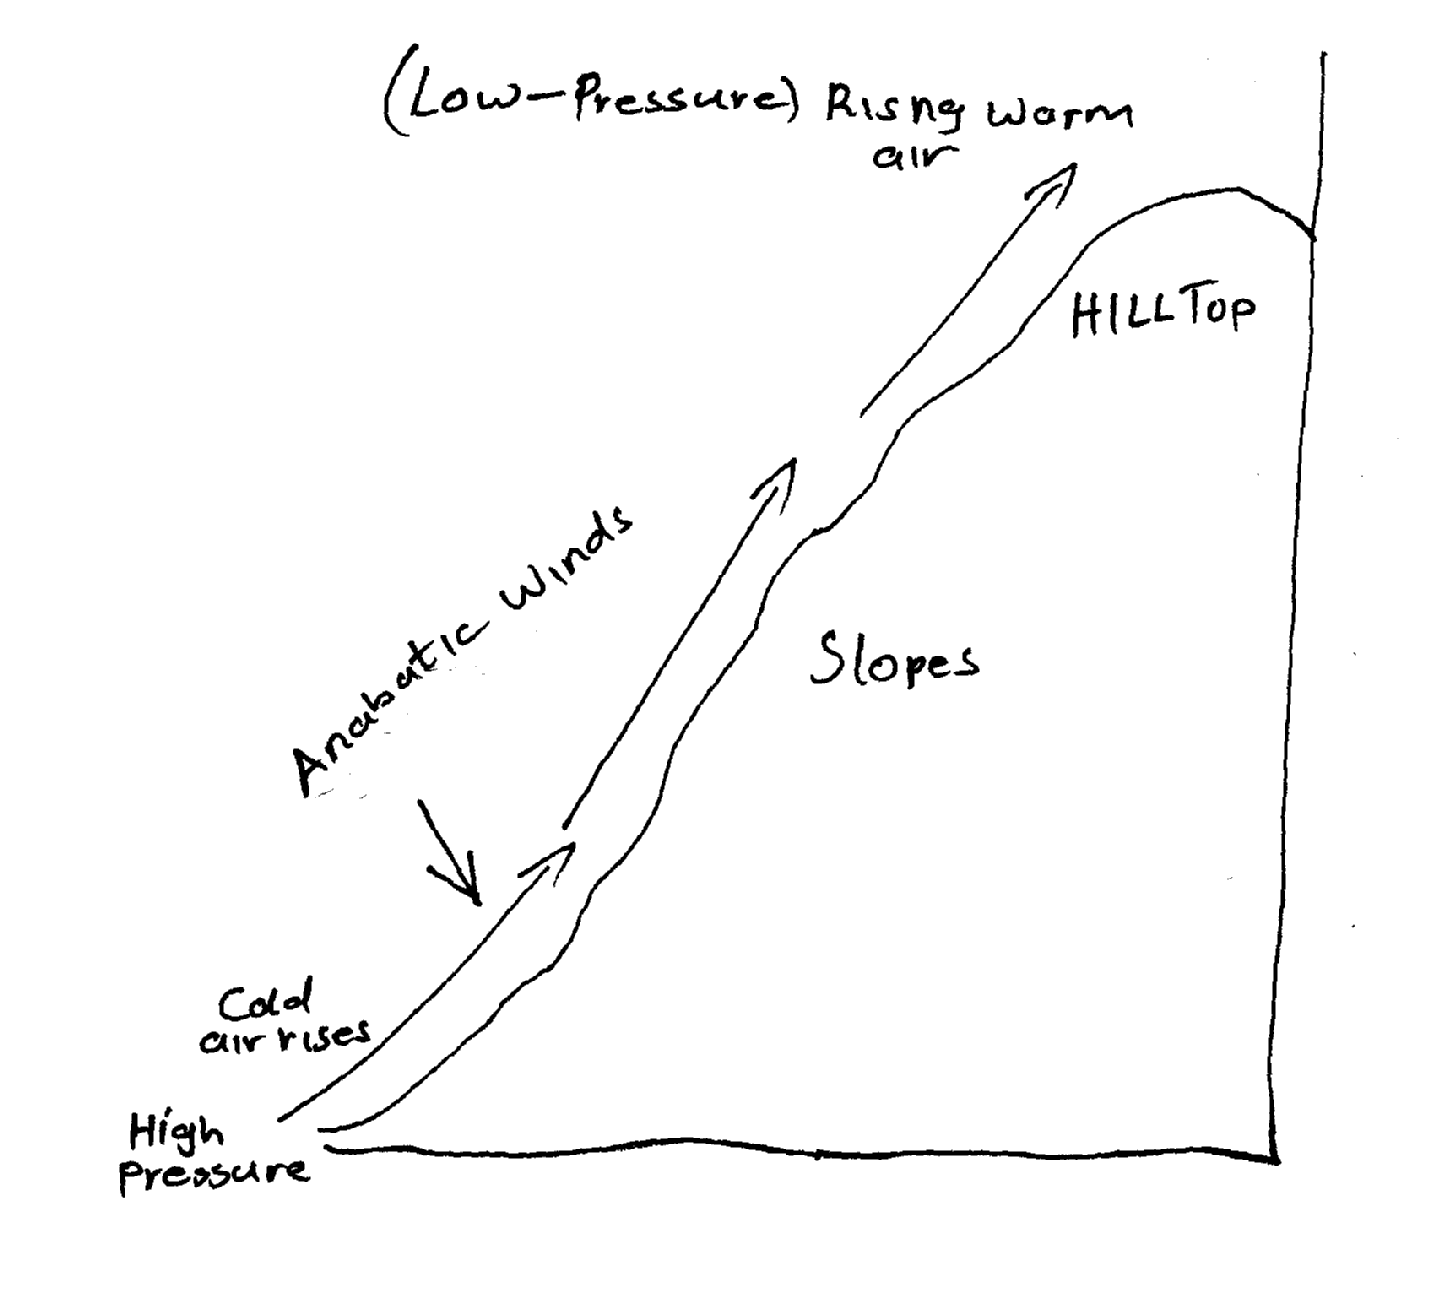 (Low-Pressure) Risng Warm
air
HILLTop
Anabatic Winds
Slopes
Cold
air rises
High
Pressure